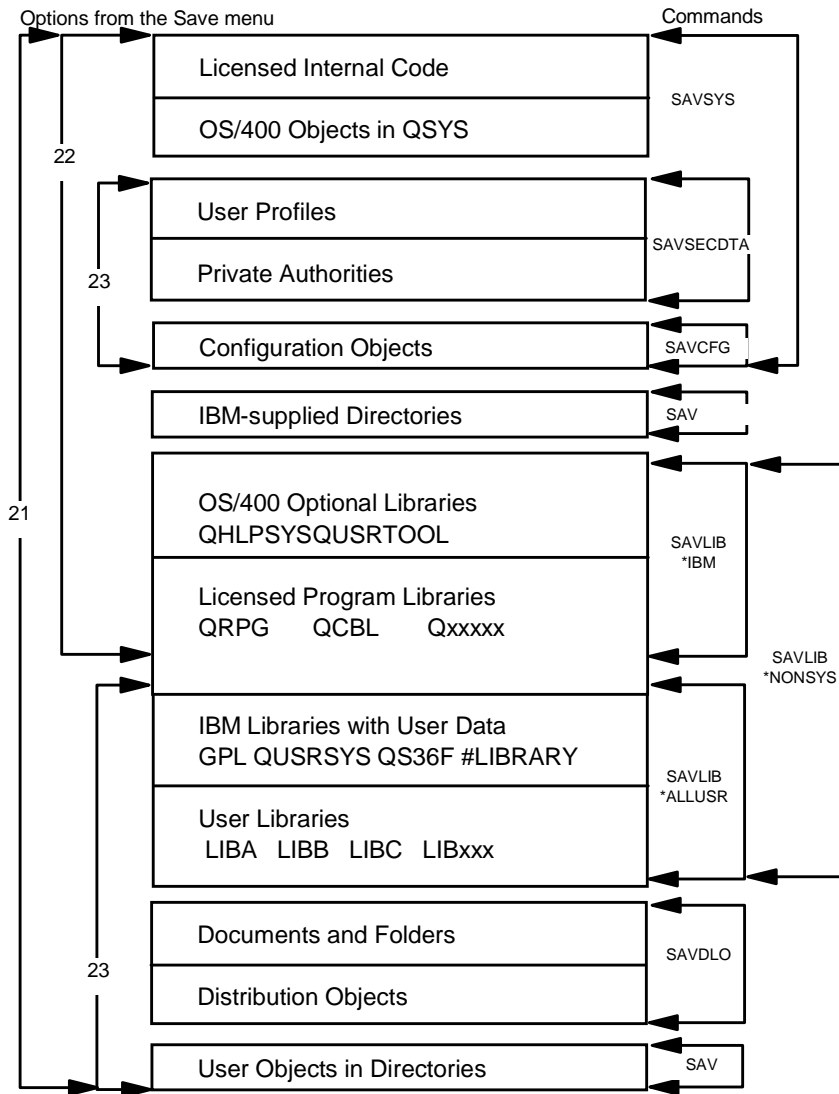 Options from the Save menu
Commands
Licensed Internal Code
SAVSYS
OS/400 Objects in QSYS
22
User Profiles
SAVSECDTA
23
Private Authorities
Configuration Objects
SAVCFG
IBM-supplied Directories
SAV
21
OS/400 Optional Libraries
QHLPSYSQUSRTOOL
SAVLIB
*IBM
Licensed Program Libraries
QRPG QCBL Qxxxxx
SAVLIB
*NONSYS
IBM Libraries with User Data
GPL QUSRSYS QS36F #LIBRARY
SAVLIB
*ALLUSR
User Libraries
LIBA LIBB LIBC LIBxxx
Documents and Folders
SAVDLO
23
Distribution Objects
User Objects in Directories
SAV